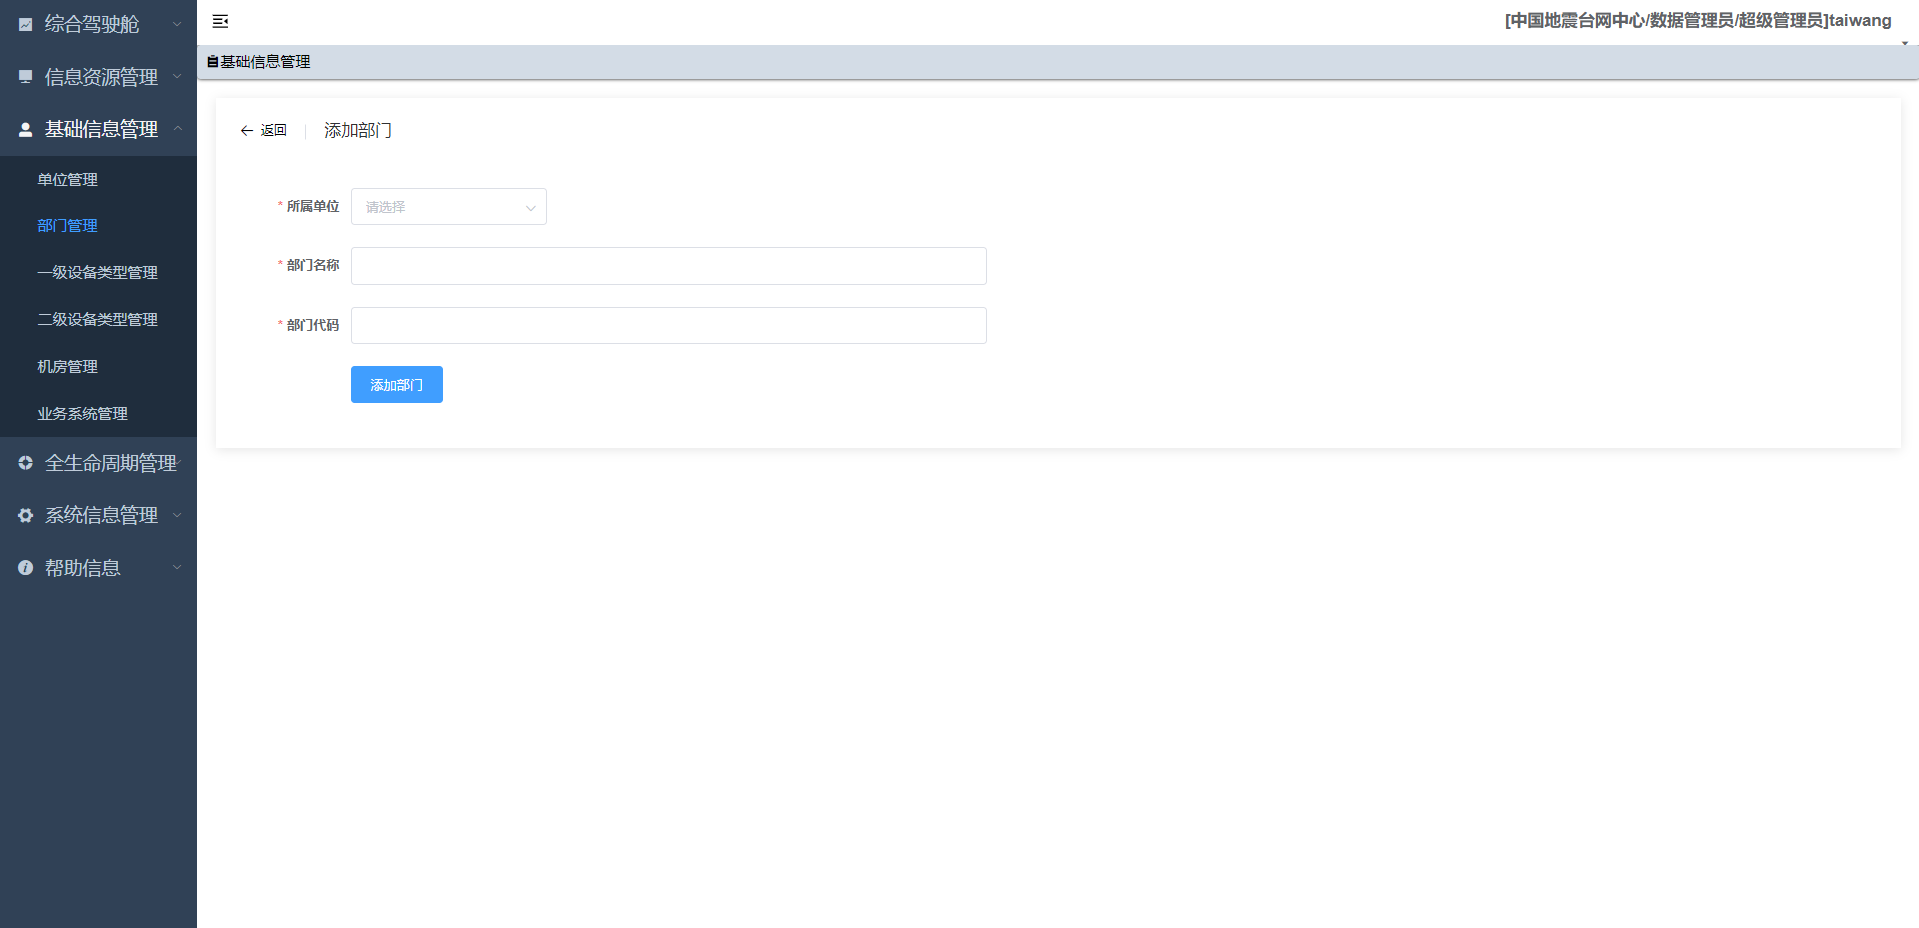 综合驾驶舱
信息资源管理
基础信息管理
单位管理
部门管理
一级设备类型管理
二级设备类型管理
机房管理
业务系统管理
全生命周期管理
系统信息管理
帮助信息
[中国地震台网中心/数据管理员/超级管理员]taiwang
基础信息管理
返回 添加部门
* 所属单位 请选择
* 部门名称
* 部门代码
添加部门